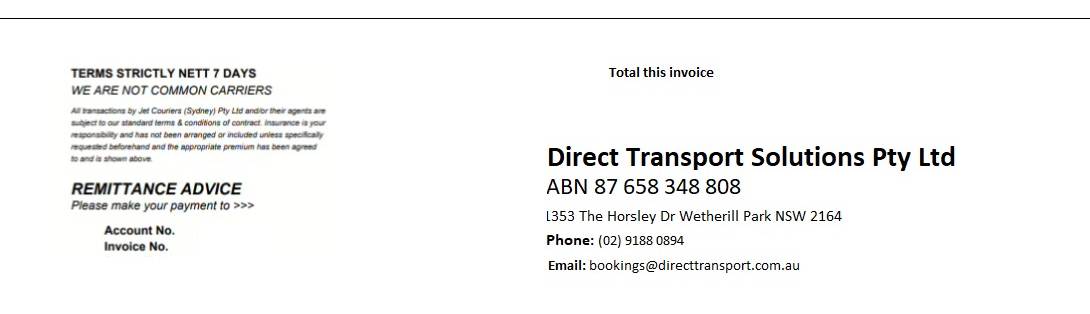 TERMS STRICTLY NETT 7 DAYS
WE ARE NOT COMMON CARRIERS
All transactions by Jet Couriers (Sydney) Pty Ltd and/or their agents are
subject to our standard terms & conditions of contract. Insurance is your
responsibility and has not been arranged or included unless specifically
requested beforehand and the appropriate premium has been agreed
to and is shown above.
REMITTANCE ADVICE
Please make your payment to >>>
Account No.
Invoice No.
Total this invoice
Direct Transport Solutions Pty Ltd
ABN 87 658 348 808
1353 The Horsley Dr Wetherill Park NSW 2164
Phone: (02) 9188 0894
Email: bookings@directtransport.com.au